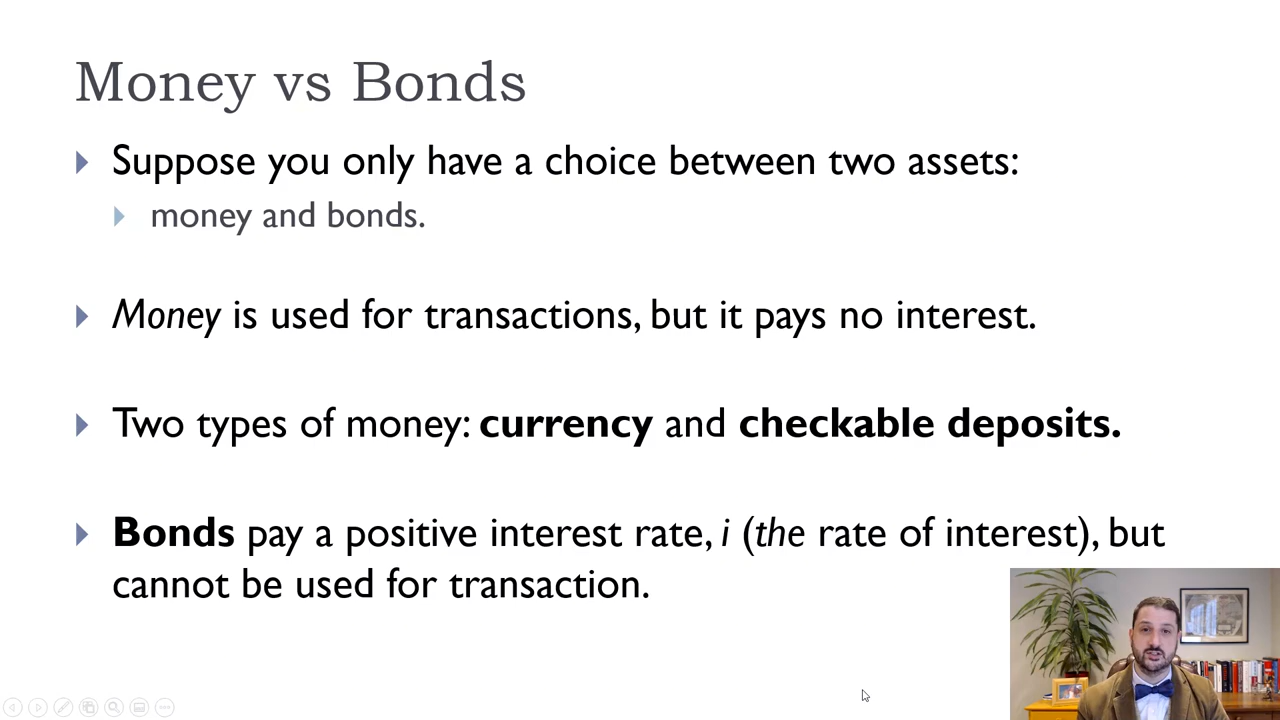 Money vs Bonds
Suppose you only have a choice between two assets:
money and bonds.
Money is used for transactions, but it pays no interest.
Two types of money: currency and checkable deposits.
Bonds pay a positive interest rate, i (the rate of interest), but
cannot be used for transaction.